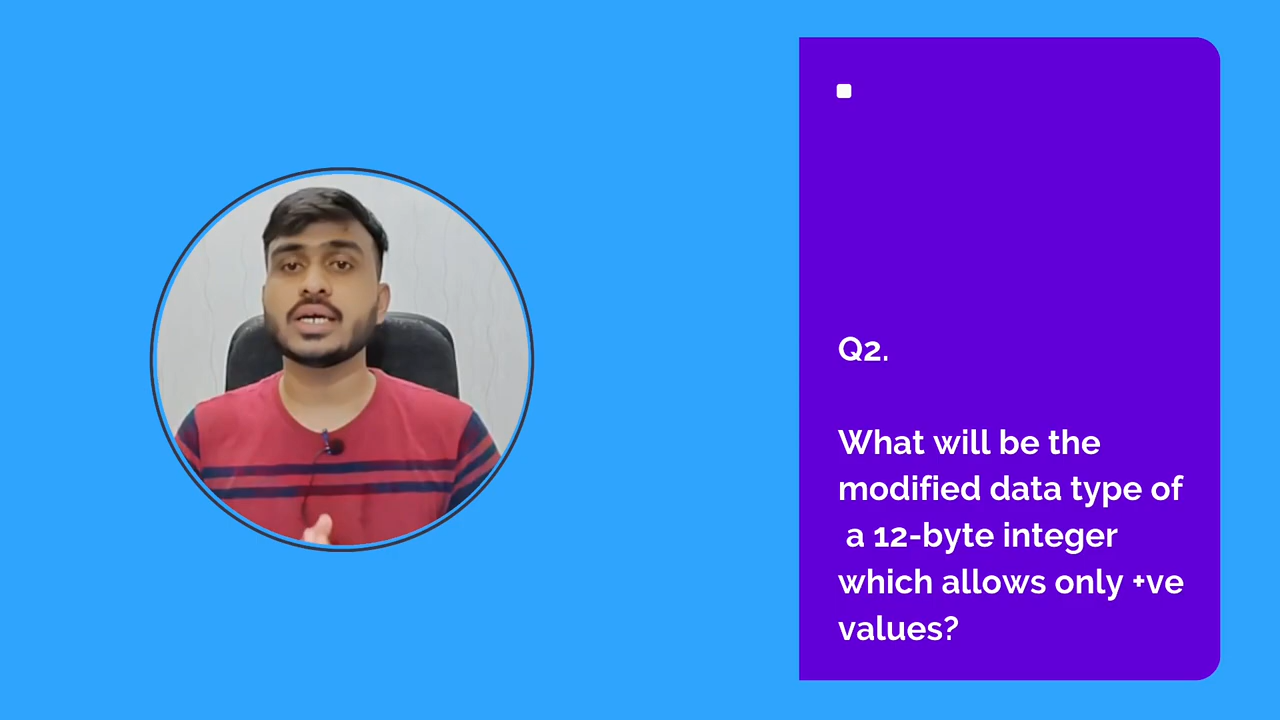 Q2.
What will be the
modified data type of
a 12-byte integer
which allows only +ve
values?